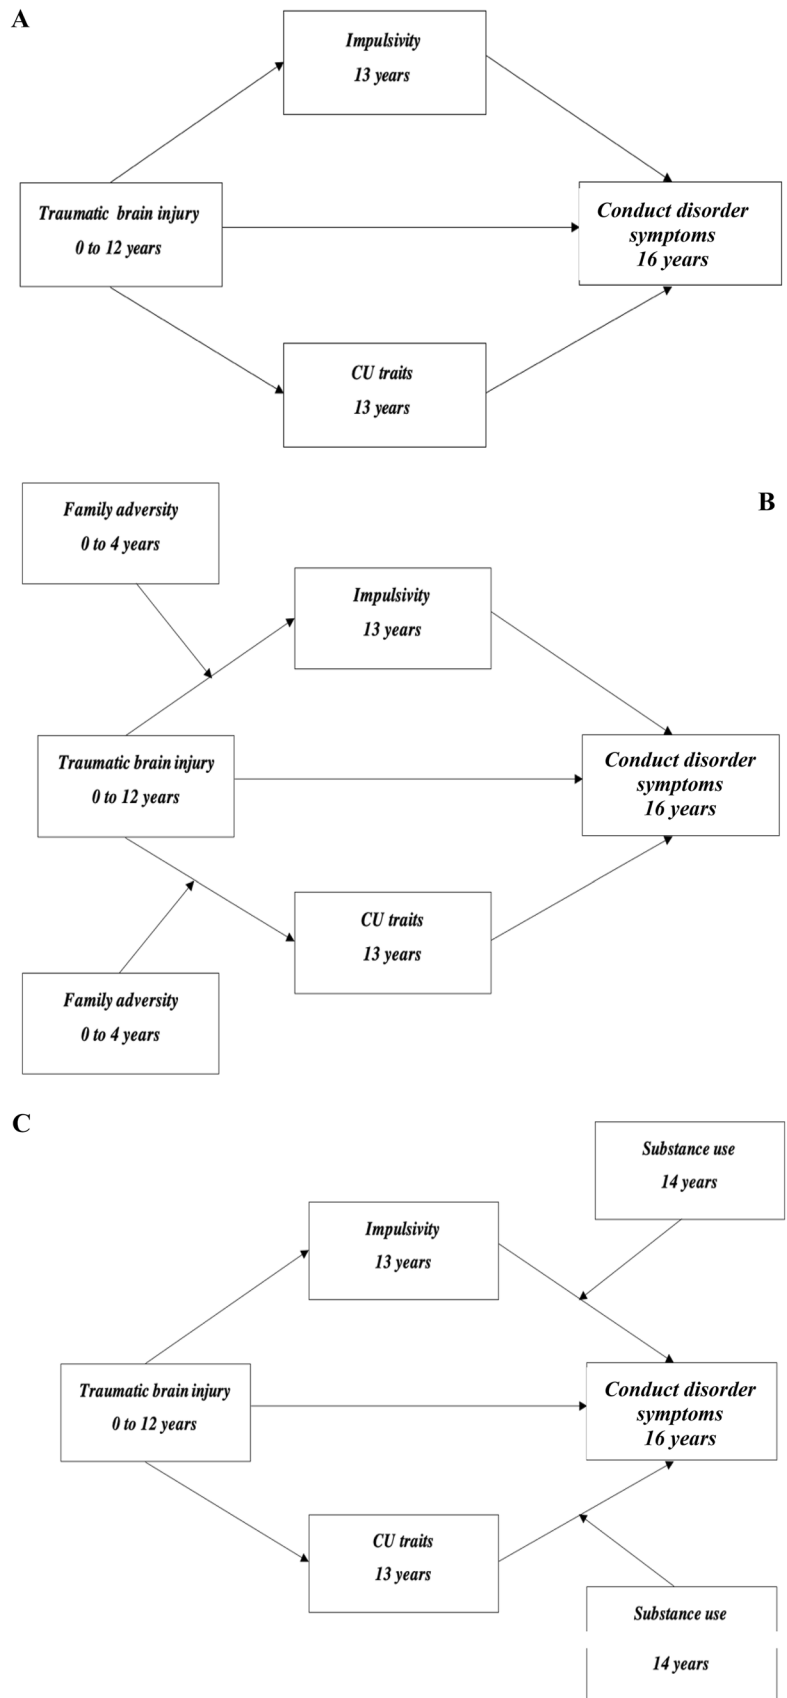 A
Impulsivity
13 years
Traumatic brain injury
0 to 12 years
Conduct disorder
symptoms
16 years
CU traits
13 years
B
Family adversity
0 to 4 years
Impulsivity
13 years
Traumatic brain injury
0 to 12 years
Conduct disorder
symptoms
16 years
CU traits
13 years
Family adversity
0 to 4 years
C
Substance use
14 years
Impulsivity
13 years
Traumatic brain injury
0 to 12 years
Conduct disorder
symptoms
16 years
CU traits
13 years
Substance use
14 years